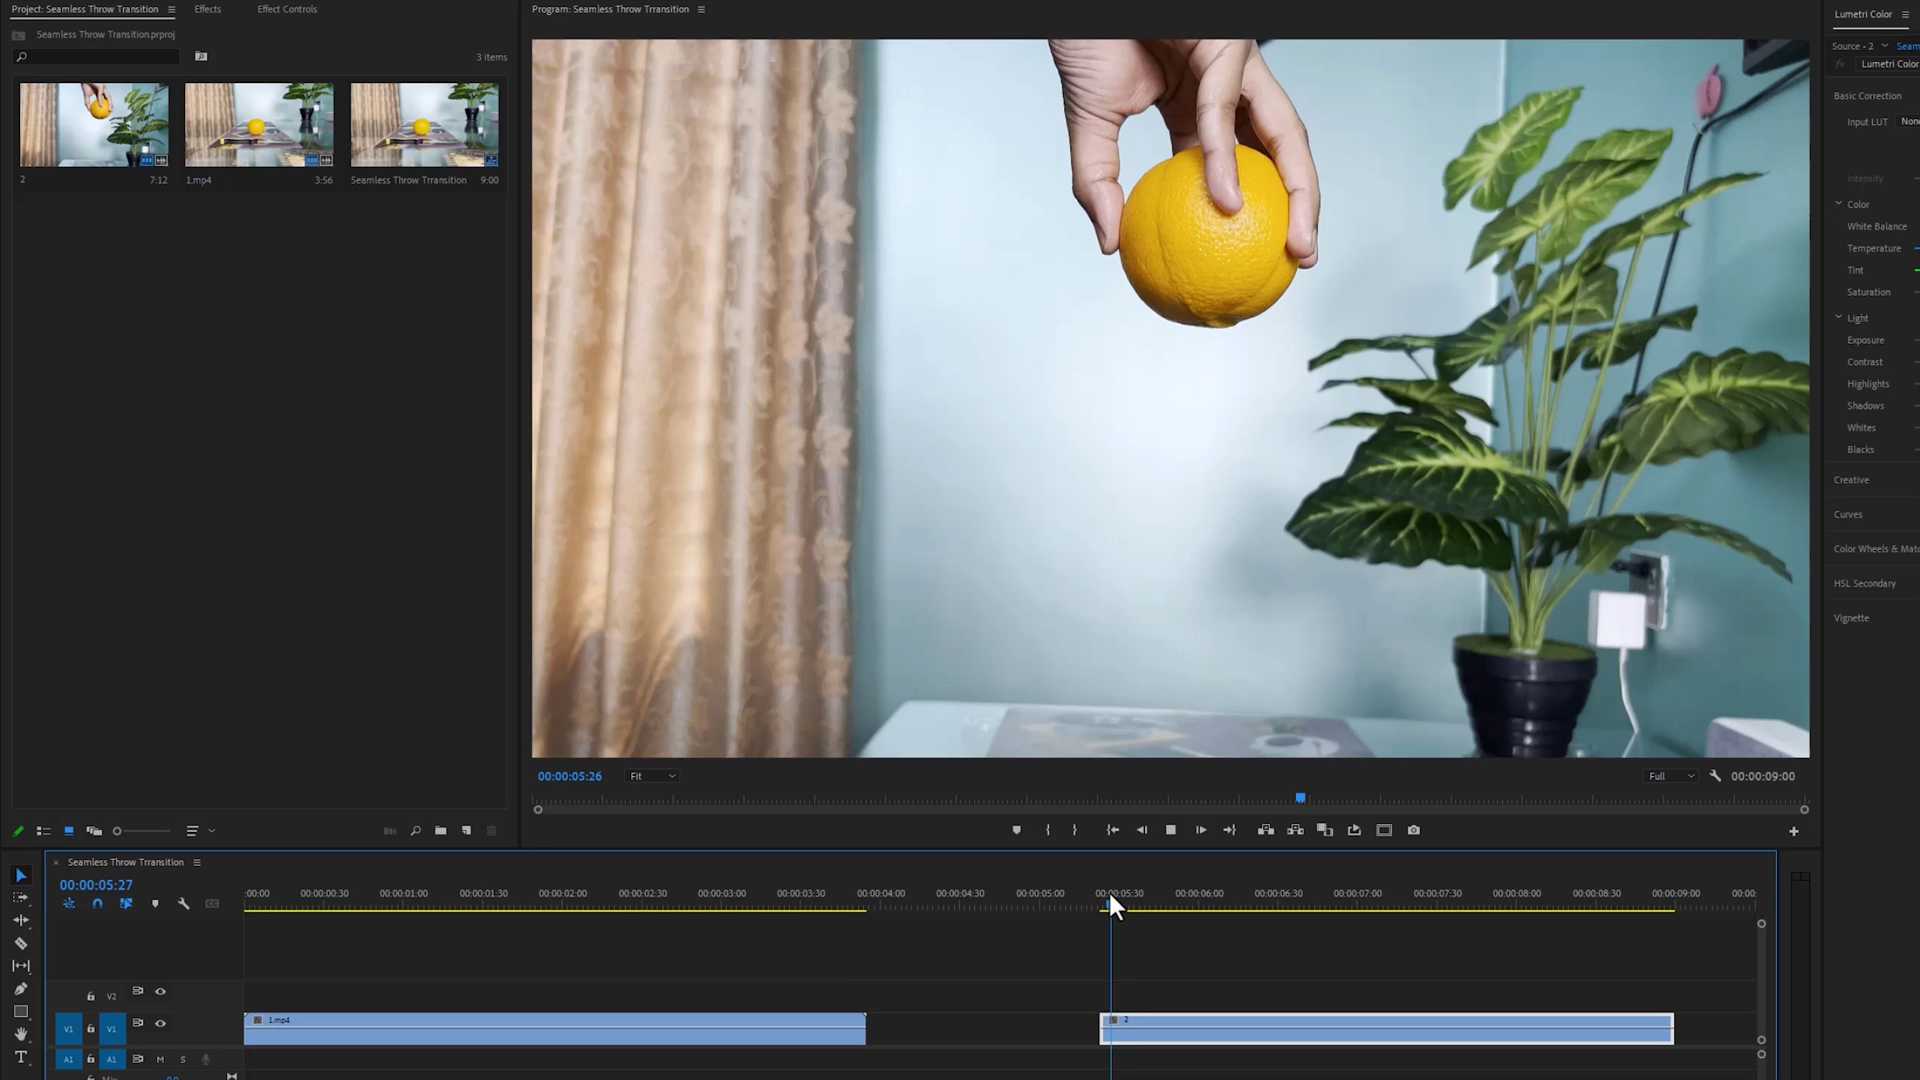 Project: Seamless Throw Trransition
Effects
Effect Controls
Seamless Throw Transition.prproj
3 items
2
7:12
1.mp4
3:56
Seamless Throw Trransition
9:00
Program: Seamless Throw Trransition
00:00:05:26
Fit
Full
00:00:09:00
Lumetri Color
Source • 2
Seam
fx
Lumetri Color
Basic Correction
Input LUT
Non
Intensity
Color
White Balance
Temperature
Tint
Saturation
Light
Exposure
Contrast
Highlights
Shadows
Whites
Blacks
Creative
Curves
Color Wheels & Matc
HSL Secondary
Vignette
× Seamless Throw Trransition
00:00:05:27
:00:00
00:00:00:30
00:00:01:00
00:00:01:30
00:00:02:00
00:00:02:30
00:00:03:00
00:00:03:30
00:00:04:00
00:00:04:30
00:00:05:00
00:00:05:30
00:00:06:00
00:00:06:30
00:00:07:00
00:00:07:30
00:00:08:00
00:00:08:30
00:00:09:00
00:00:
V2
V1
V1
1.mp4
2
A1
A1
M
S